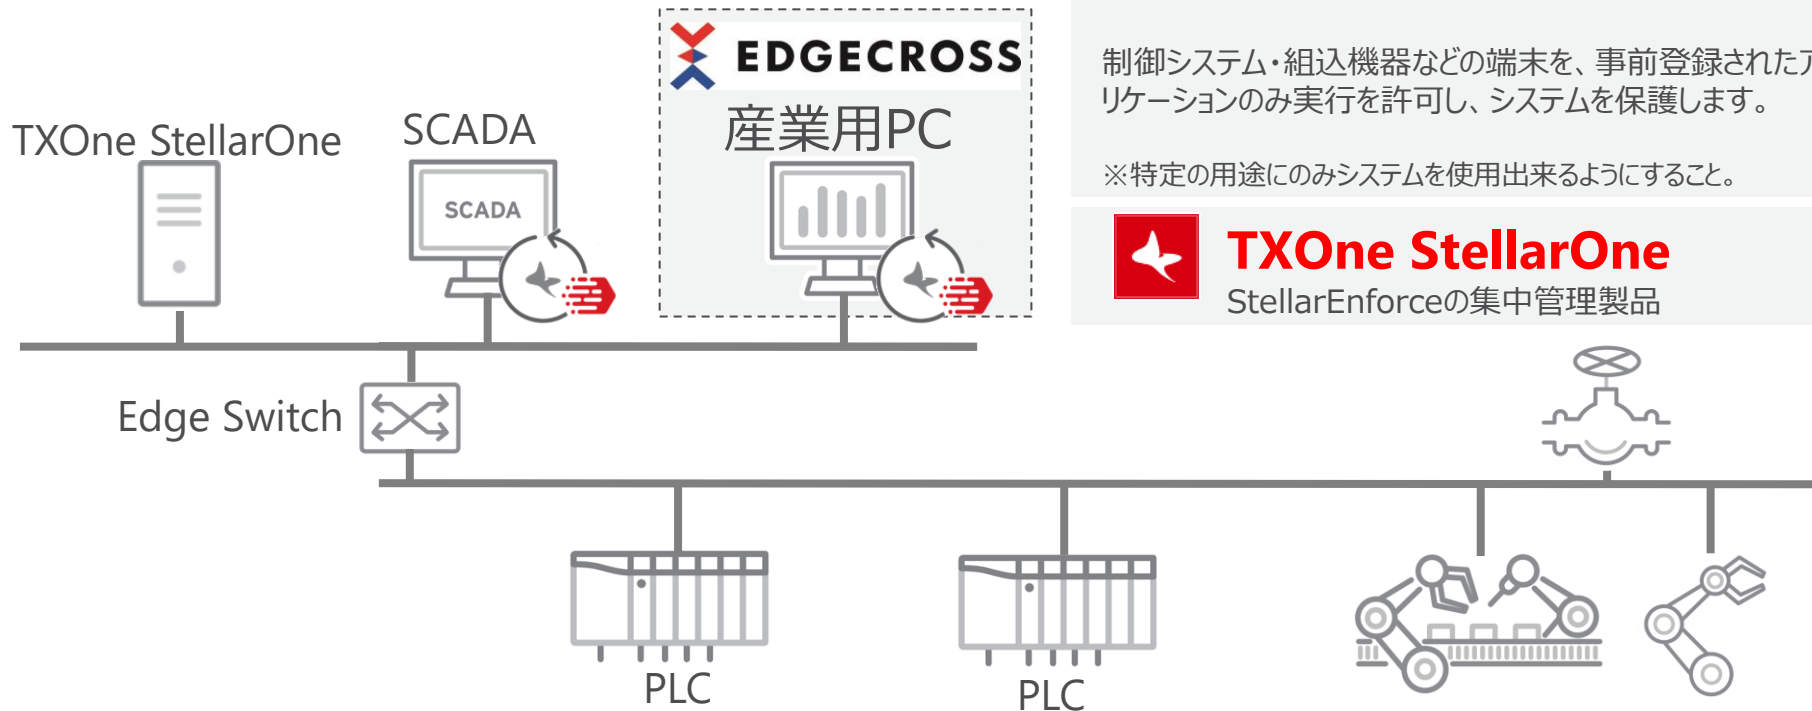 EDGECROSS
産業用PC
TXOne StellarOne
SCADA
SCADA
制御システム・組込機器などの端末を、事前登録された
リケーションのみ実行を許可し、システムを保護します。
※特定の用途にのみシステムを使用出来るようにすること。
TXOne StellarOne
StellarEnforceの集中管理製品
Edge Switch
PLC
PLC